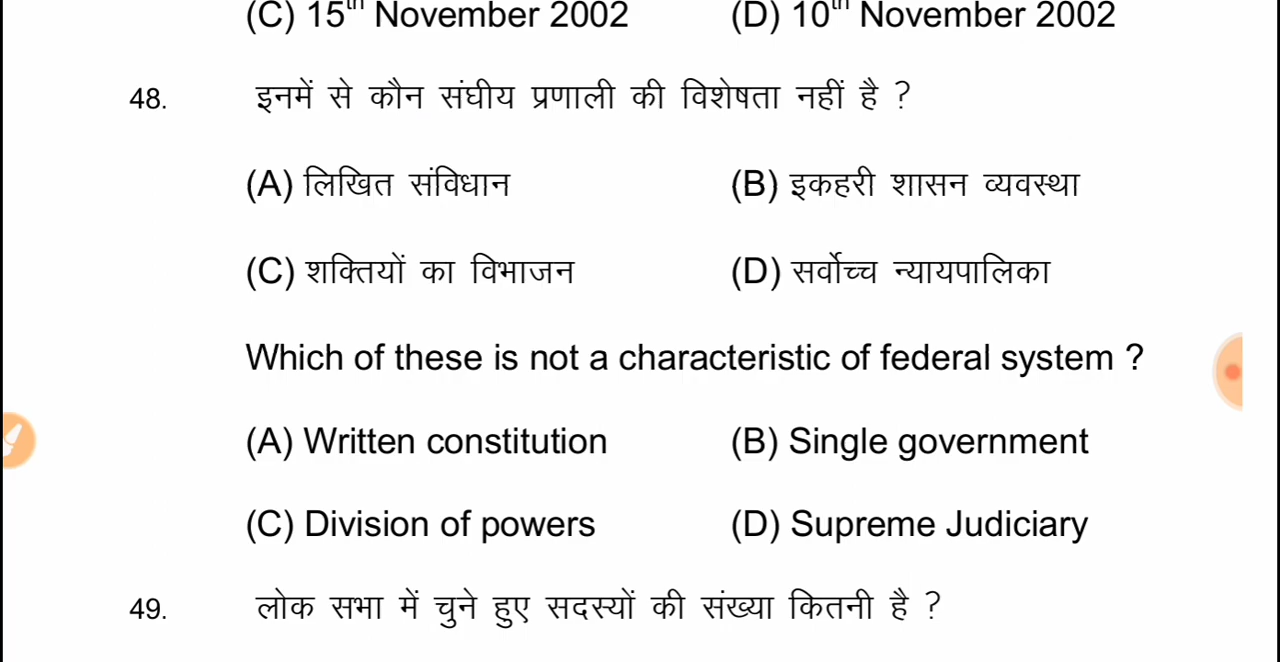 (C) 15th November 2002 (D) 10th November 2002
48. इनमें से कौन संघीय प्रणाली की विशेषता नहीं है ?
(A) लिखित संविधान (B) इकहरी शासन व्यवस्था
(C) शक्तियों का विभाजन (D) सर्वोच्च न्यायपालिका
Which of these is not a characteristic of federal system ?
(A) Written constitution (B) Single government
(C) Division of powers (D) Supreme Judiciary
49. लोक सभा में चुने हुए सदस्यों की संख्या कितनी है ?